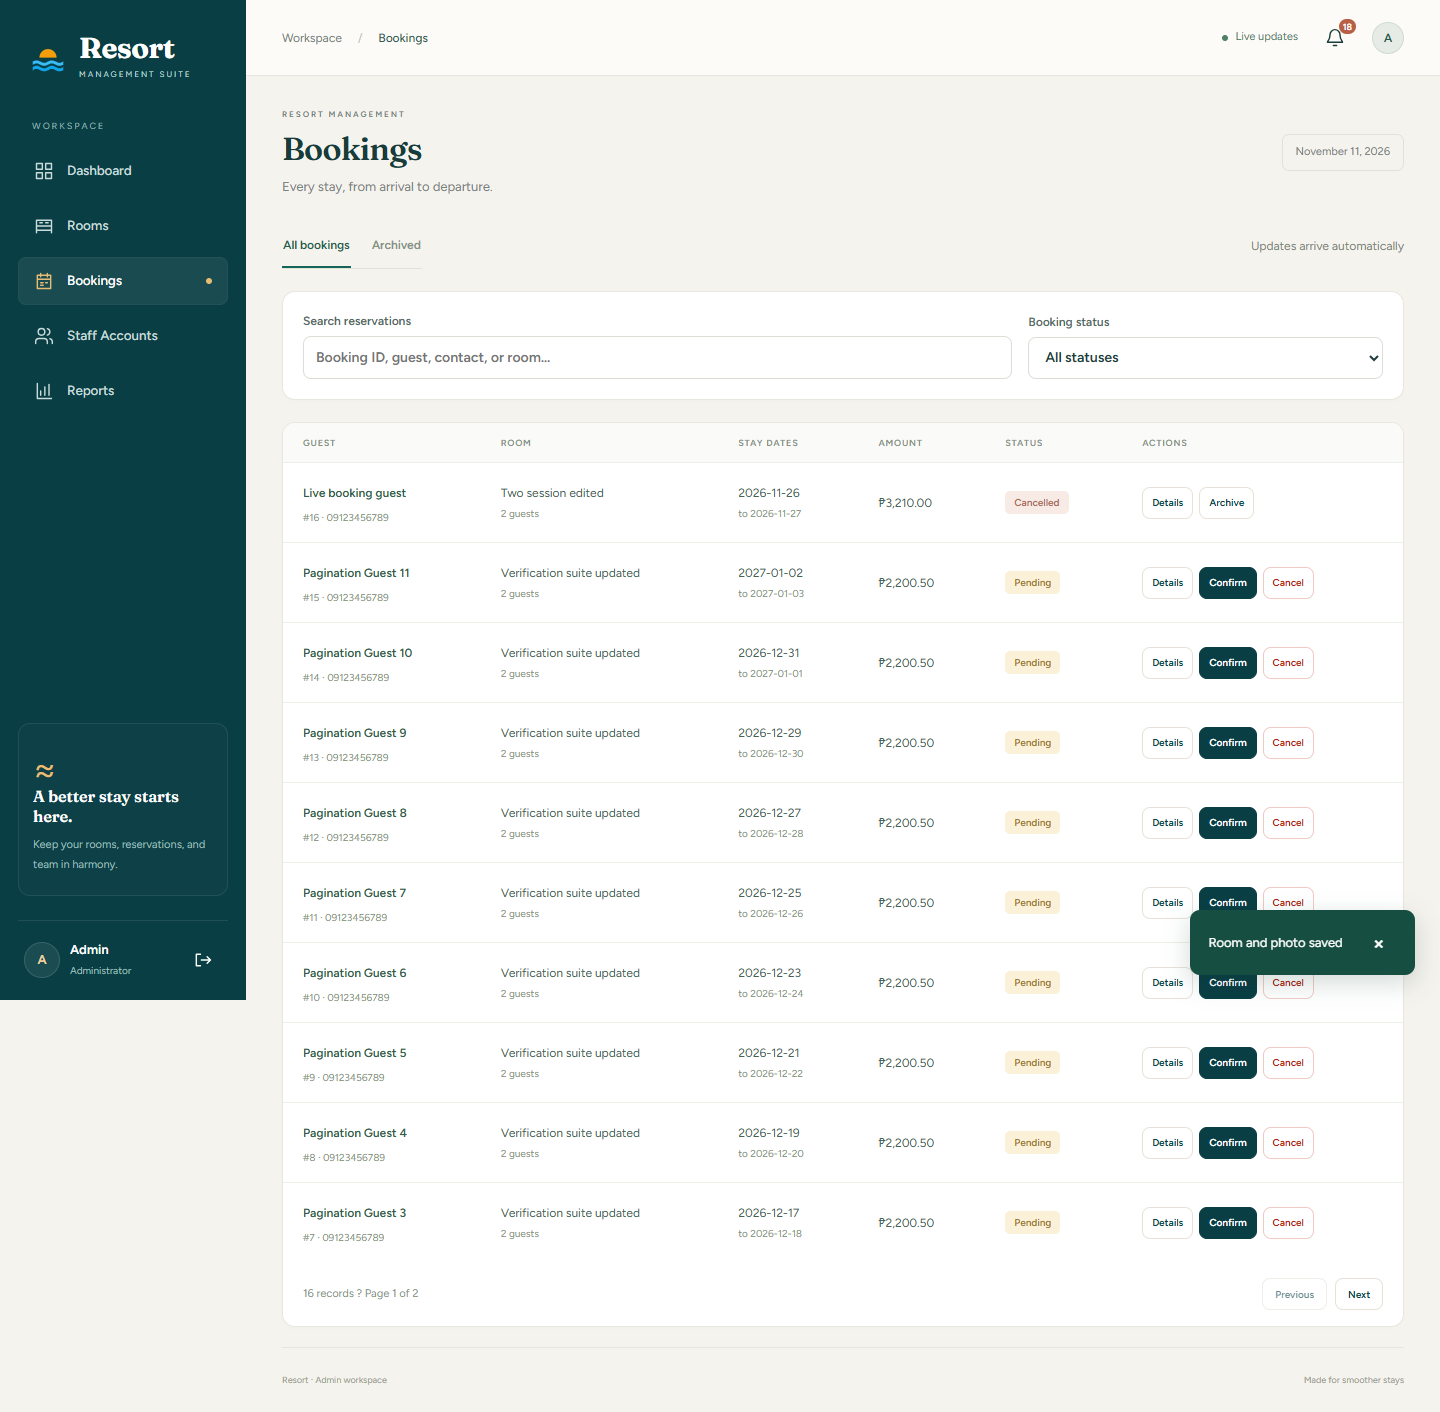 Resort
MANAGEMENT SUITE
WORKSPACE
Dashboard
Rooms
Bookings
Staff Accounts
Reports
≈
A better stay starts
here.
Keep your rooms, reservations, and
team in harmony.
A
Admin
Administrator
Workspace / Bookings
Live updates
18
A
RESORT MANAGEMENT
Bookings
Every stay, from arrival to departure.
November 11, 2026
All bookings Archived
Updates arrive automatically
Search reservations
Booking ID, guest, contact, or room...
Booking status
All statuses
GUEST ROOM STAY DATES AMOUNT STATUS ACTIONS
Live booking guest Two session edited 2026-11-26 ₱3,210.00 Cancelled Details Archive
#16 · 09123456789 2 guests to 2026-11-27
Pagination Guest 11 Verification suite updated 2027-01-02 ₱2,200.50 Pending Details Confirm Cancel
#15 · 09123456789 2 guests to 2027-01-03
Pagination Guest 10 Verification suite updated 2026-12-31 ₱2,200.50 Pending Details Confirm Cancel
#14 · 09123456789 2 guests to 2027-01-01
Pagination Guest 9 Verification suite updated 2026-12-29 ₱2,200.50 Pending Details Confirm Cancel
#13 · 09123456789 2 guests to 2026-12-30
Pagination Guest 8 Verification suite updated 2026-12-27 ₱2,200.50 Pending Details Confirm Cancel
#12 · 09123456789 2 guests to 2026-12-28
Pagination Guest 7 Verification suite updated 2026-12-25 ₱2,200.50 Pending Details Confirm Cancel
#11 · 09123456789 2 guests to 2026-12-26
Room and photo saved ×
Pagination Guest 6 Verification suite updated 2026-12-23 ₱2,200.50 Pending Details Confirm Cancel
#10 · 09123456789 2 guests to 2026-12-24
Pagination Guest 5 Verification suite updated 2026-12-21 ₱2,200.50 Pending Details Confirm Cancel
#9 · 09123456789 2 guests to 2026-12-22
Pagination Guest 4 Verification suite updated 2026-12-19 ₱2,200.50 Pending Details Confirm Cancel
#8 · 09123456789 2 guests to 2026-12-20
Pagination Guest 3 Verification suite updated 2026-12-17 ₱2,200.50 Pending Details Confirm Cancel
#7 · 09123456789 2 guests to 2026-12-18
16 records ? Page 1 of 2
Previous Next
Resort · Admin workspace
Made for smoother stays